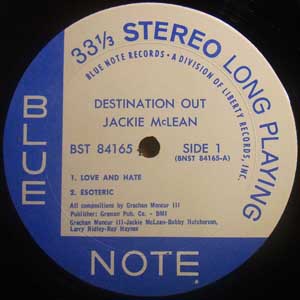 33⅓ STEREO LONG PLAYING
BLUE NOTE RECORDS • A DIVISION OF LIBERTY RECORDS, INC.
DESTINATION OUT
JACKIE McLEAN
BST 84165
SIDE 1
(BNST 84165-A)
1. LOVE AND HATE
2. ESOTERIC
All compositions by Grachan Moncur III
Publisher: Gramon Pub. Co. - BMI
Grachan Moncur III-Jackie McLean-Bobby Hutcherson,
Larry Ridley-Roy Haynes
BLUE
NOTE